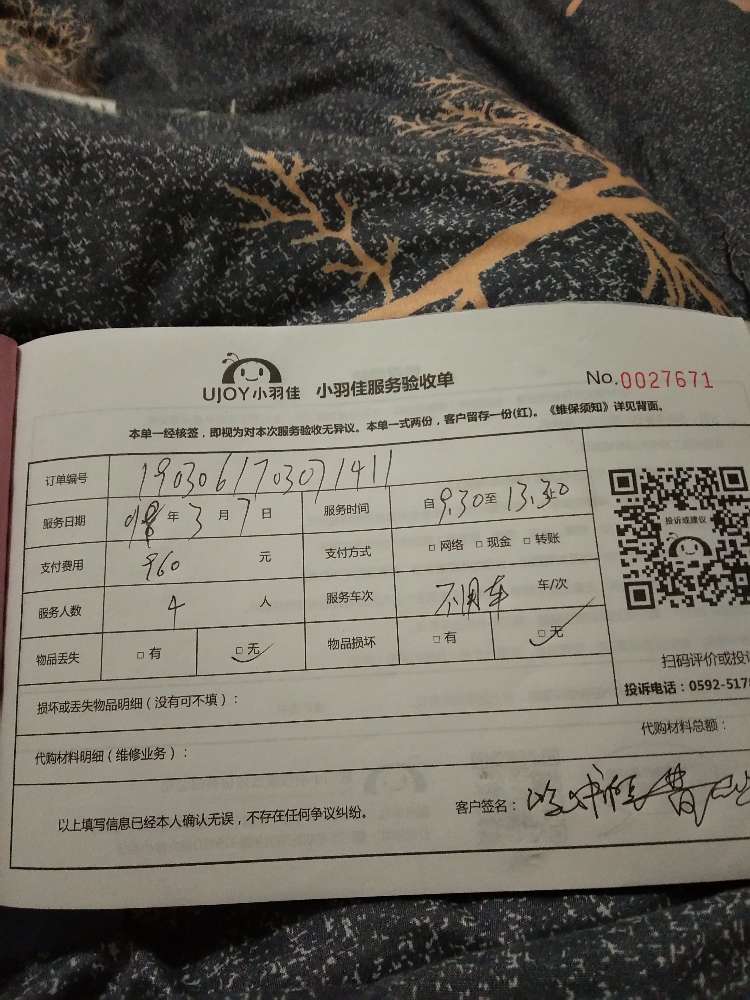 UJOY小羽佳 小羽佳服务验收单 No.0027671
本单一经核签，即视为对本次服务验收无异议。本单一式两份，客户留存一份(红)。《维保须知》详见背面。
订单编号 1903061703071411
服务日期 年 3 月 7 日 服务时间 自 9.30 至 13.30
支付费用 960 元 支付方式 □ 网络 □ 现金 □ 转账
服务人数 4 人 服务车次 不用车 车/次
物品丢失 □ 有 □ 无 物品损坏 □ 有 □ 无
投诉或建议
扫码评价或投
投诉电话：0592-517
损坏或丢失物品明细（没有可不填）：
代购材料明细（维修业务）： 代购材料总额：
以上填写信息已经本人确认无误，不存在任何争议纠纷。 客户签名：